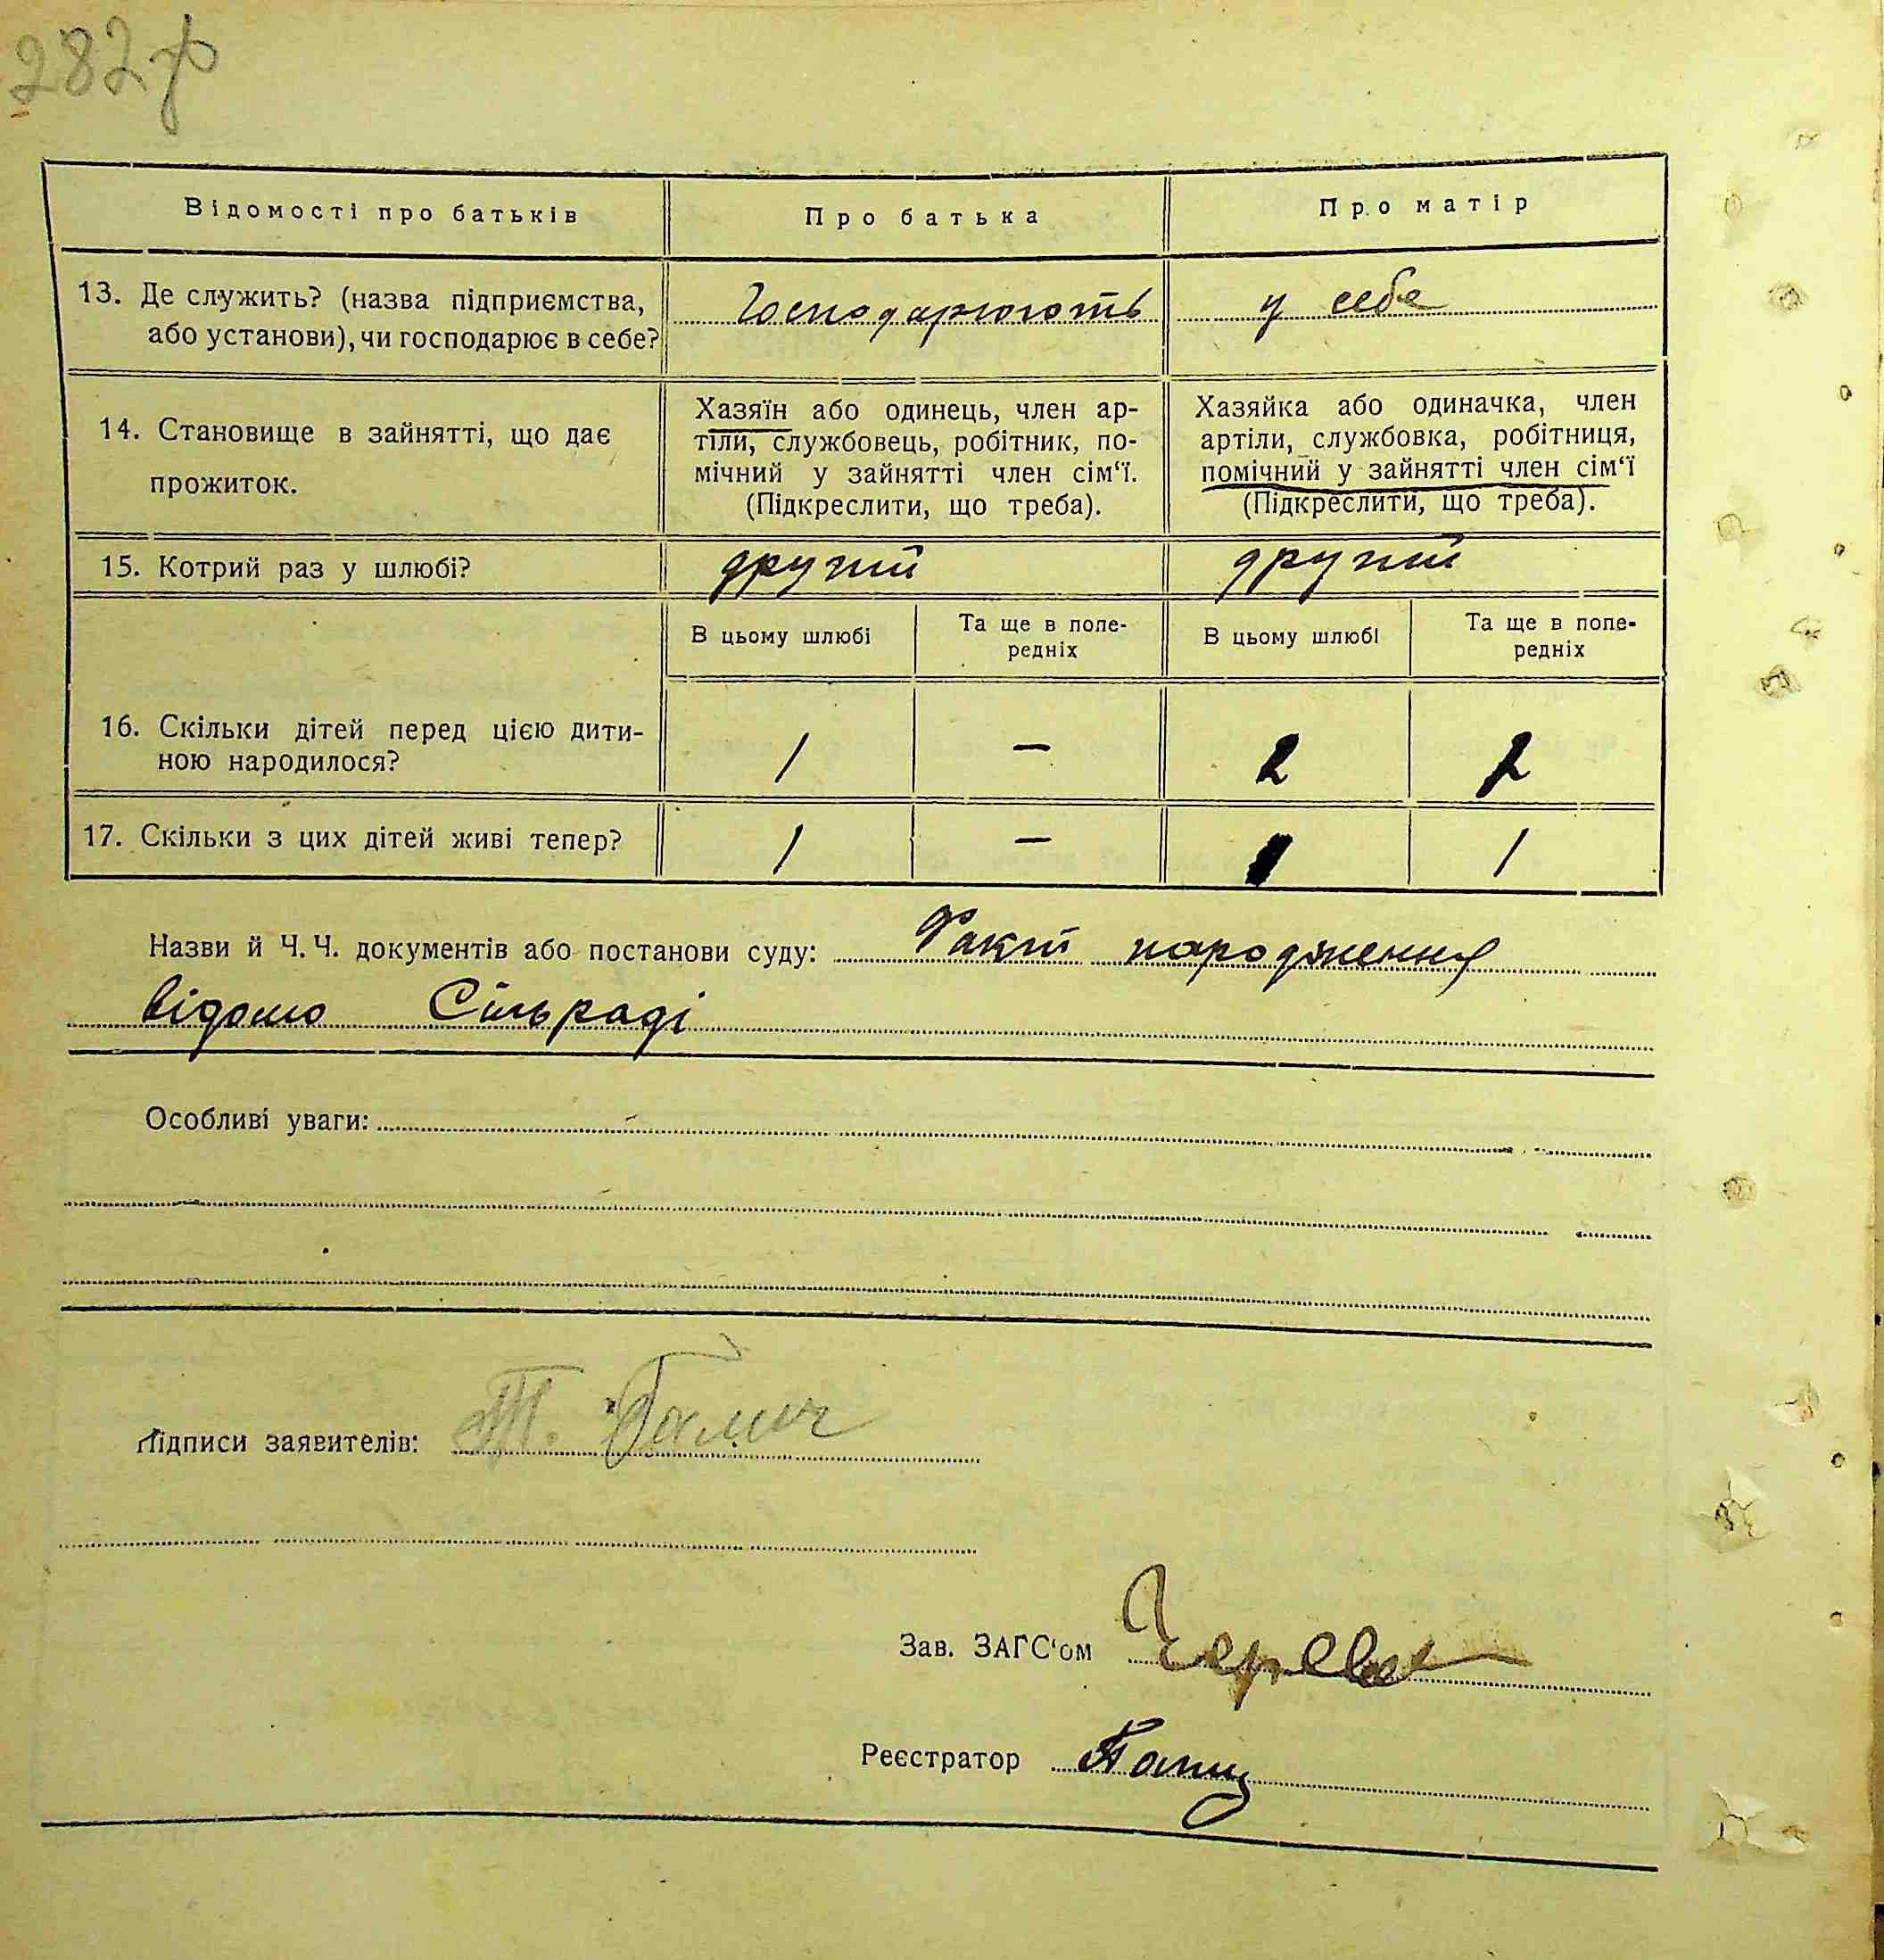 282
Відомості про батьків Про батька Про матір
13. Де служить? (назва підприємства, або установи), чи господарює в себе? Господарюють у себе
14. Становище в зайнятті, що дає прожиток.
Хазяїн або одинець, член ар-
тіли, службовець, робітник, по-
мічний у зайнятті член сім‘ї.
(Підкреслити, що треба).
Хазяйка або одиначка, член
артіли, службовка, робітниця,
помічний у зайнятті член сім‘ї
(Підкреслити, що треба).
15. Котрий раз у шлюбі? другий другий
В цьому шлюбі Та ще в попе-
редніх В цьому шлюбі Та ще в попе-
редніх
16. Скільки дітей перед цією дити-
ною народилося? 1 — 2 2
17. Скільки з цих дітей живі тепер? 1 — 1 1
Назви й Ч. Ч. документів або постанови суду: Факт народження
відомо Сільраді
Особливі уваги:
Підписи заявителів: Т.
Зав. ЗАГС‘ом
Реєстратор